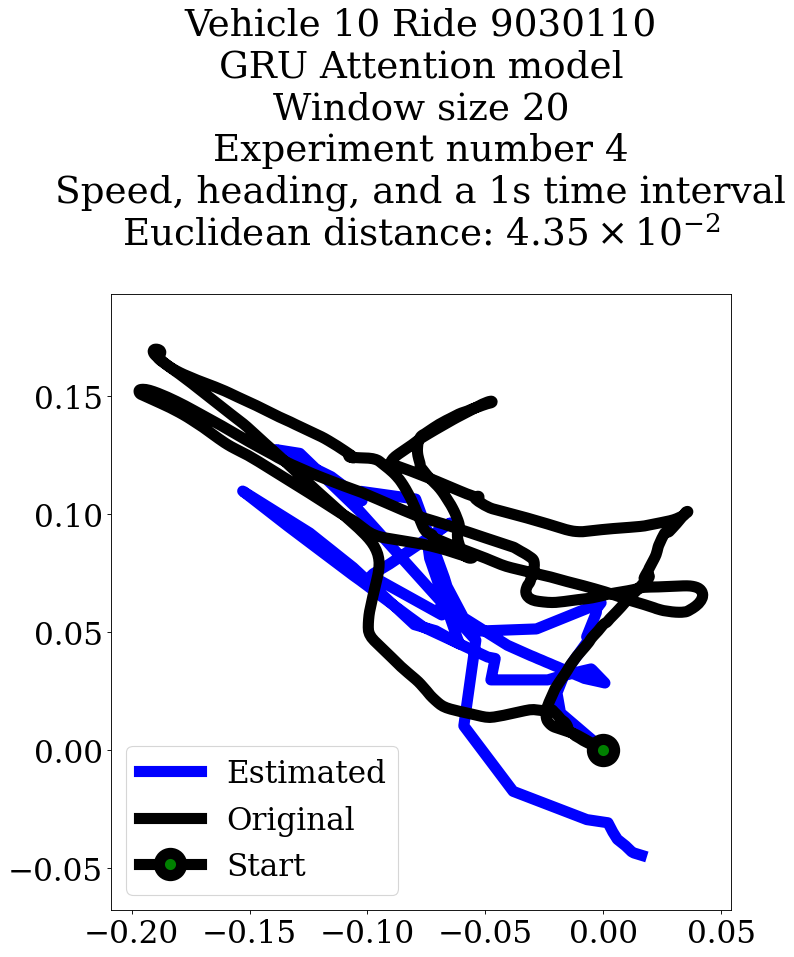 Vehicle 10 Ride 9030110
GRU Attention model
Window size 20
Experiment number 4
Speed, heading, and a 1s time interval
Euclidean distance: 4.35 × 10⁻²
0.15
0.10
0.05
0.00
−0.05
Estimated
Original
Start
−0.20 −0.15 −0.10 −0.05 0.00 0.05